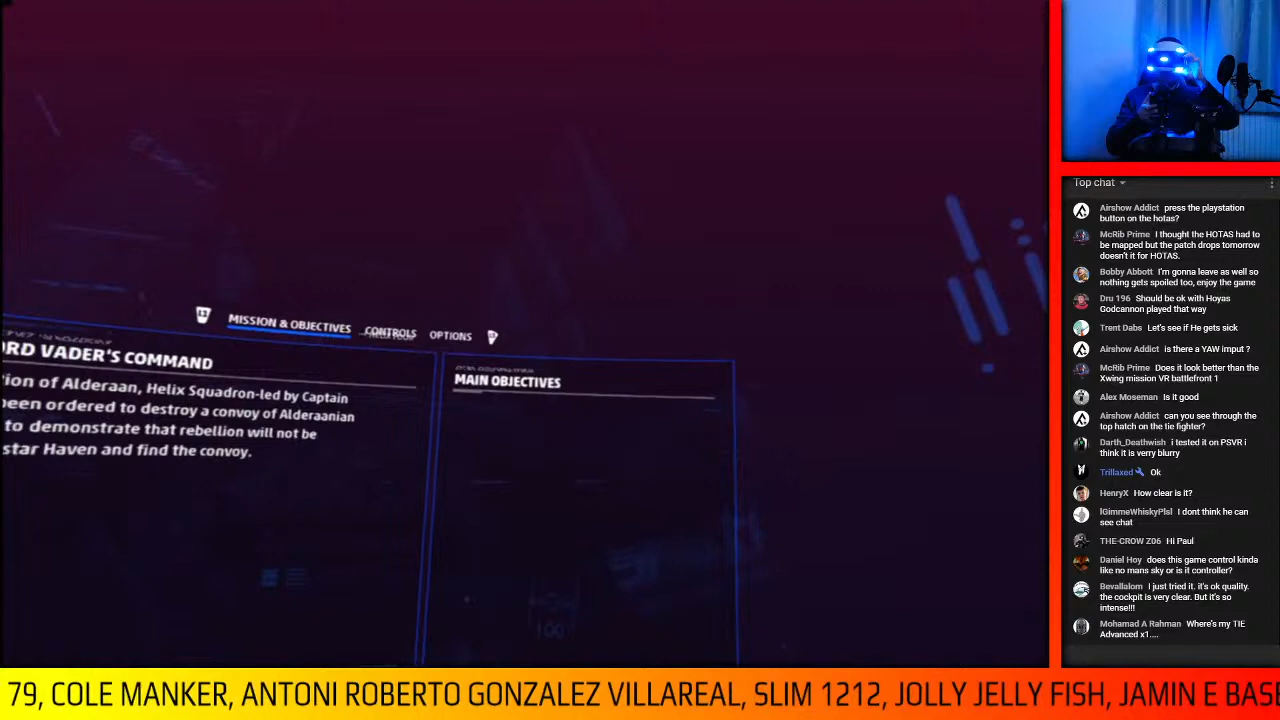 L2
MISSION & OBJECTIVES
CONTROLS
OPTIONS
ORD VADER'S COMMAND
ion of Alderaan, Helix Squadron-led by Captain
been ordered to destroy a convoy of Alderaanian
to demonstrate that rebellion will not be
star Haven and find the convoy.
MAIN OBJECTIVES
100
Top chat
Airshow Addict press the playstation
button on the hotas?
McRib Prime I thought the HOTAS had to
be mapped but the patch drops tomorrow
doesn't it for HOTAS.
Bobby Abbott I'm gonna leave as well so
nothing gets spoiled too, enjoy the game
Dru 196 Should be ok with Hoyas
Godcannon played that way
Trent Dabs Let's see if He gets sick
Airshow Addict is there a YAW imput ?
McRib Prime Does it look better than the
Xwing mission VR battlefront 1
Alex Moseman Is it good
Airshow Addict can you see through the
top hatch on the tie fighter?
Darth_Deathwish i tested it on PSVR i
think it is verry blurry
Trillaxed Ok
HenryX How clear is it?
IGimmeWhiskyPlsI I dont think he can
see chat
THE-CROW Z06 Hi Paul
Daniel Hoy does this game control kinda
like no mans sky or is it controller?
Bevallalom I just tried it. it's ok quality.
the cockpit is very clear. But it's so
intense!!!
Mohamad A Rahman Where's my TIE
Advanced x1....
79, COLE MANKER, ANTONI ROBERTO GONZALEZ VILLAREAL, SLIM 1212, JOLLY JELLY FISH, JAMIN E BASE